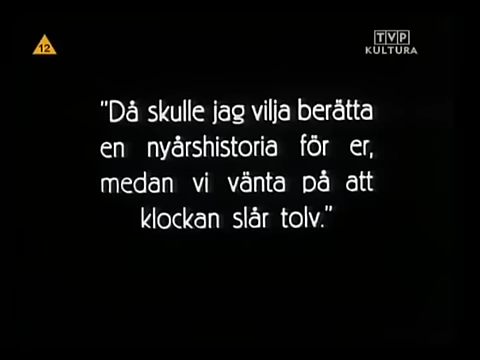 12
TVP
KULTURA
"Då skulle jag vilja berätta
en nyårshistoria för er,
medan vi vänta på att
klockan slår tolv."